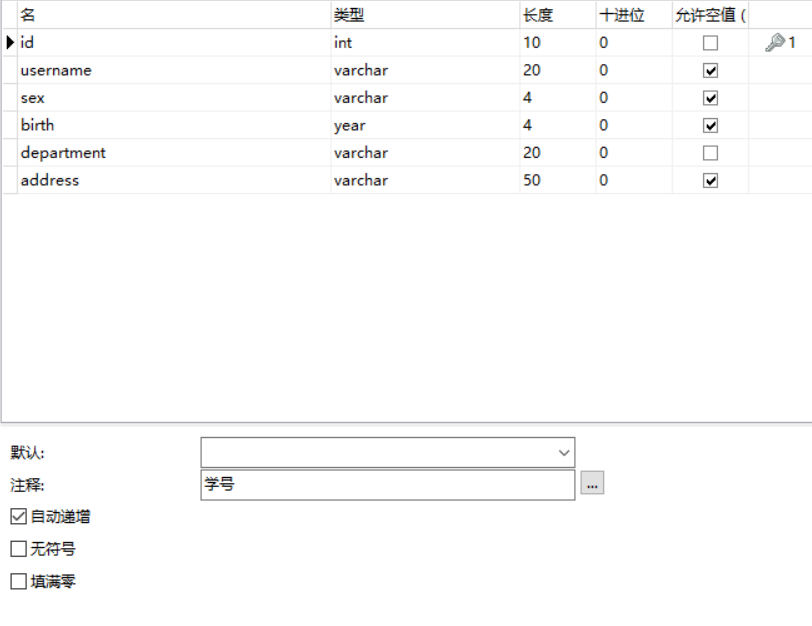 名 类型 长度 十进位 允许空值 (
id int 10 0 1
username varchar 20 0
sex varchar 4 0
birth year 4 0
department varchar 20 0
address varchar 50 0
默认:
注释: 学号 ...
自动递增
无符号
填满零